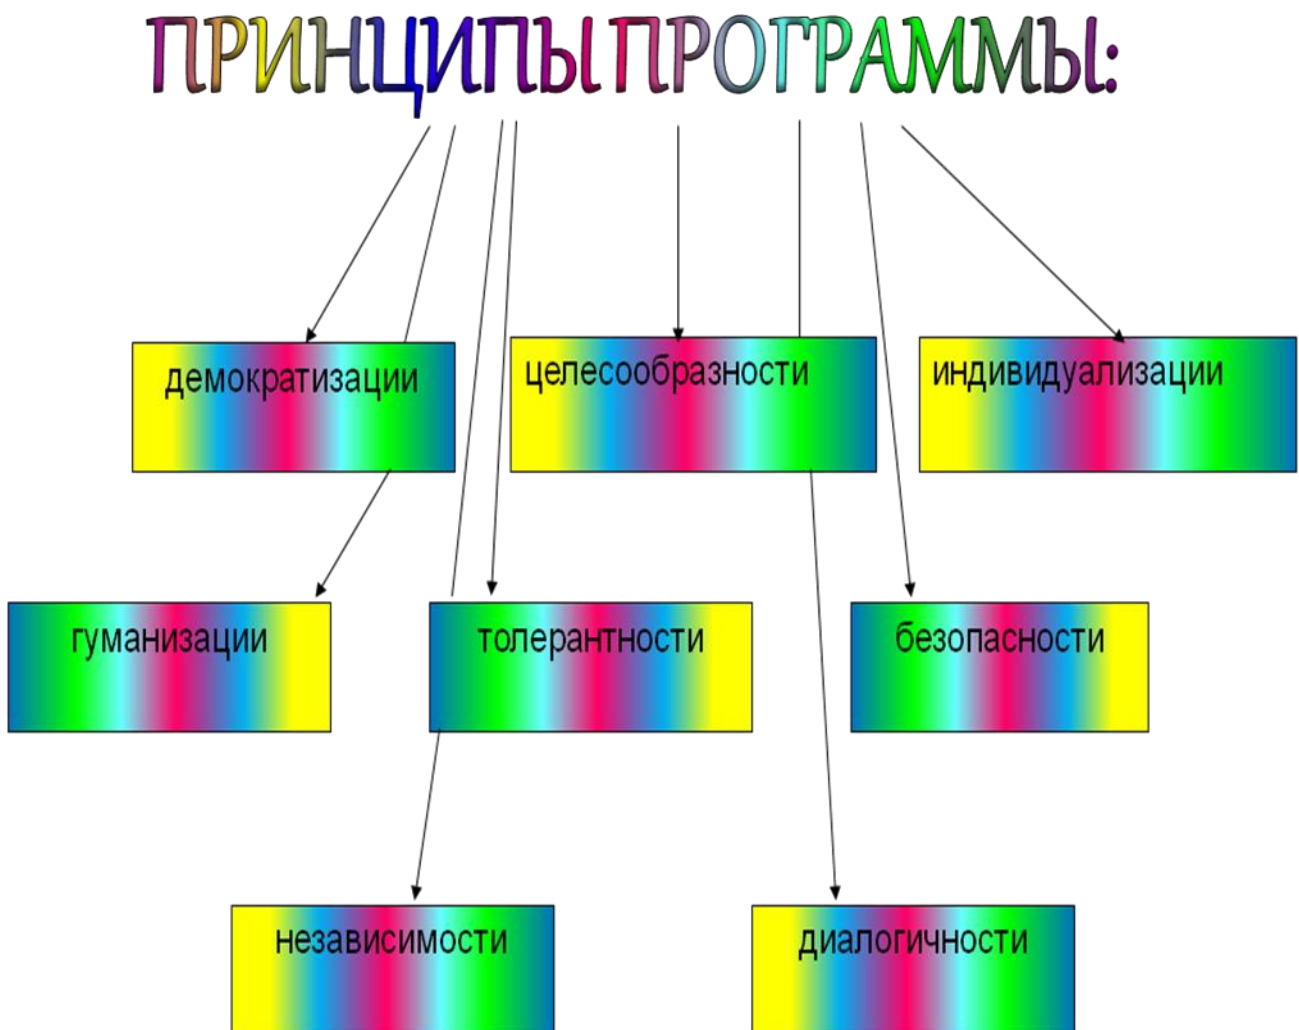 ПРИНЦИПЫ ПРОГРАММЫ:
демократизации
целесообразности
индивидуализации
гуманизации
толерантности
безопасности
независимости
диалогичности